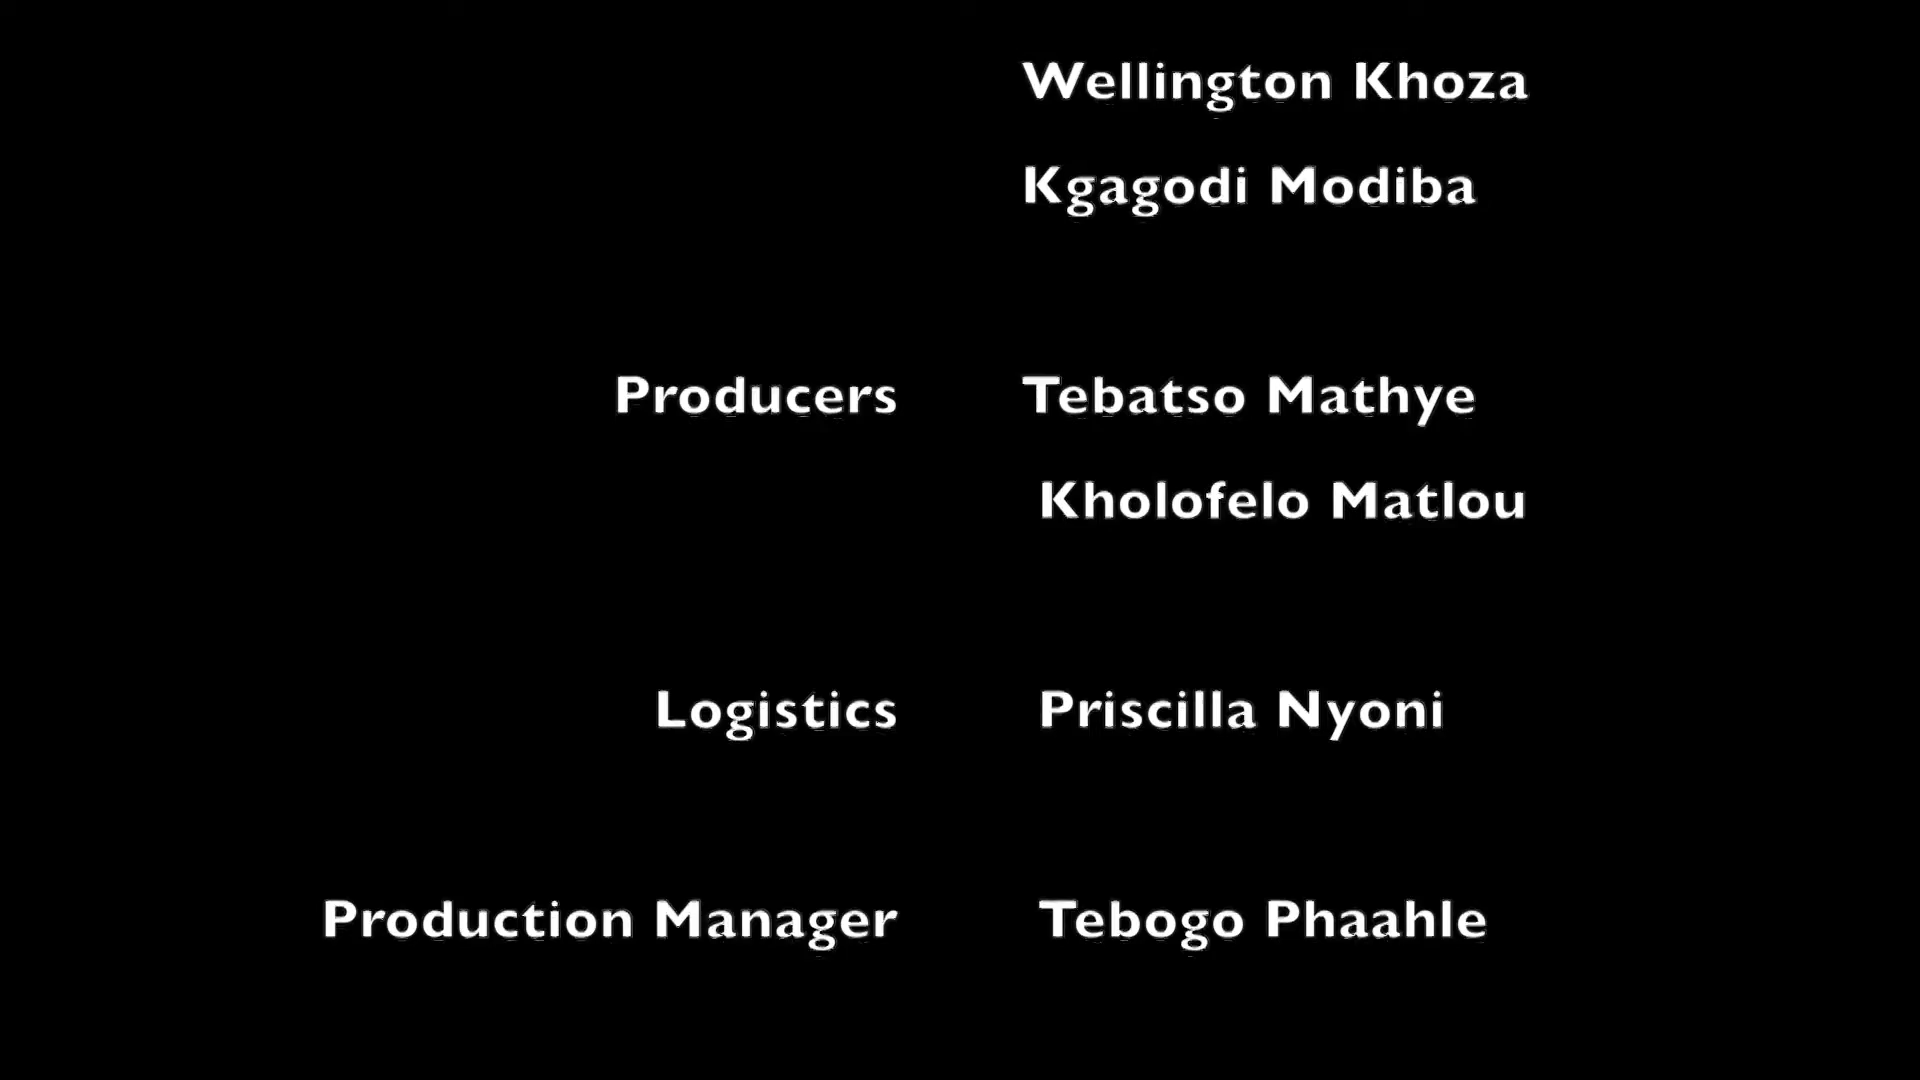 Wellington Khoza
Kgagodi Modiba
Producers Tebatso Mathye
Kholofelo Matlou
Logistics Priscilla Nyoni
Production Manager Tebogo Phaahle